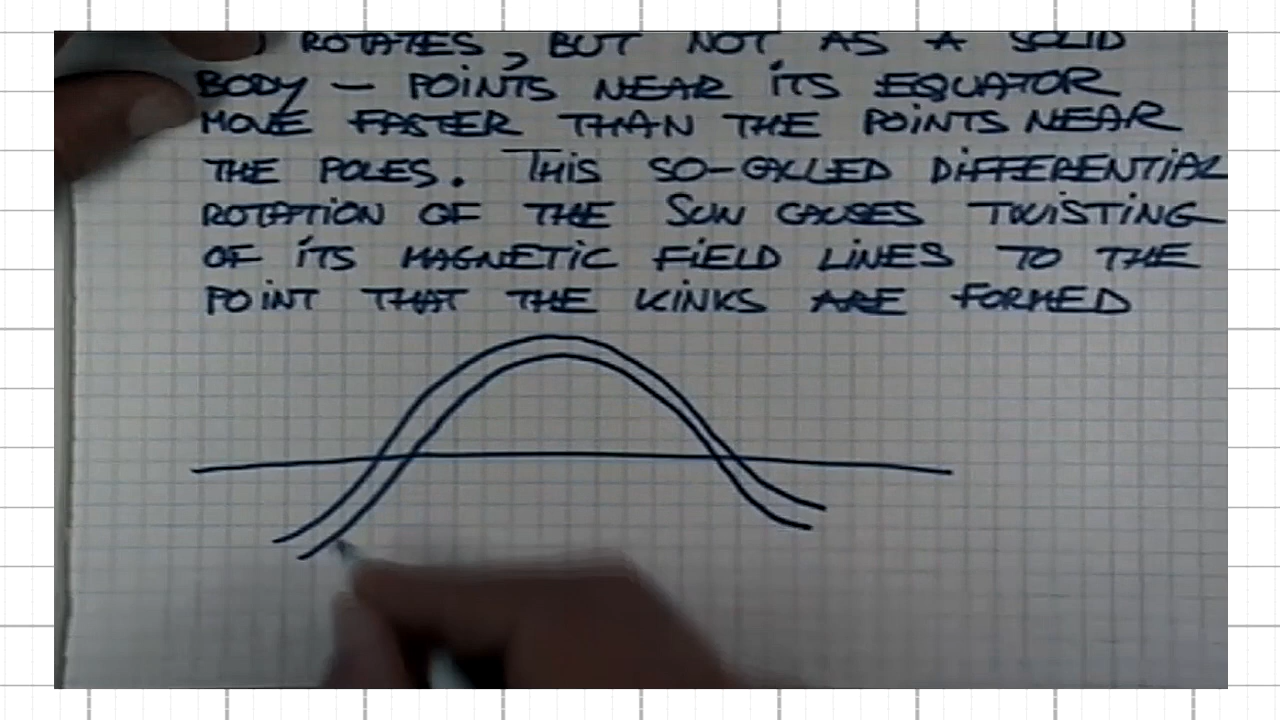 ROTATES, BUT NOT AS A SOLID
BODY – POINTS NEAR ITS EQUATOR
MOVE FASTER THAN THE POINTS NEAR
THE POLES. THIS SO-CALLED DIFFERENTIAL
ROTATION OF THE SUN CAUSES TWISTING
OF ITS MAGNETIC FIELD LINES TO THE
POINT THAT THE KINKS ARE FORMED